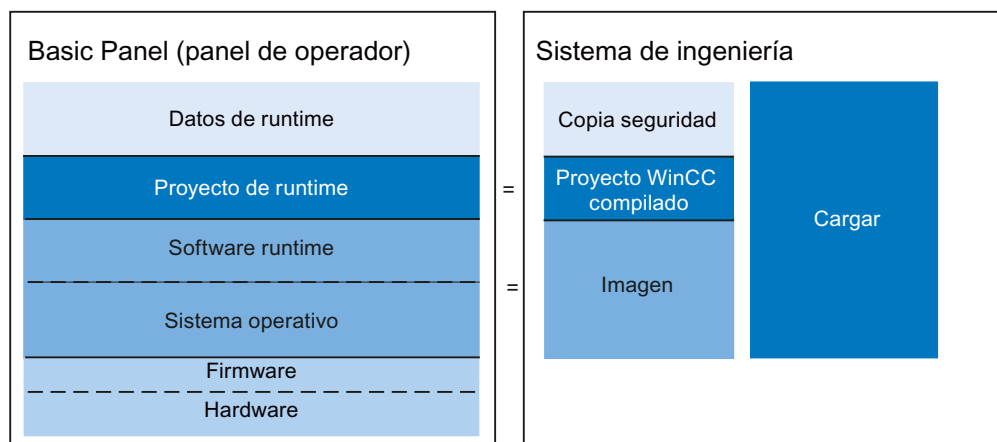 Basic Panel (panel de operador)
Datos de runtime
Proyecto de runtime
Software runtime
Sistema operativo
Firmware
Hardware
=
=
Sistema de ingeniería
Copia seguridad
Proyecto WinCC
compilado
Imagen
Cargar